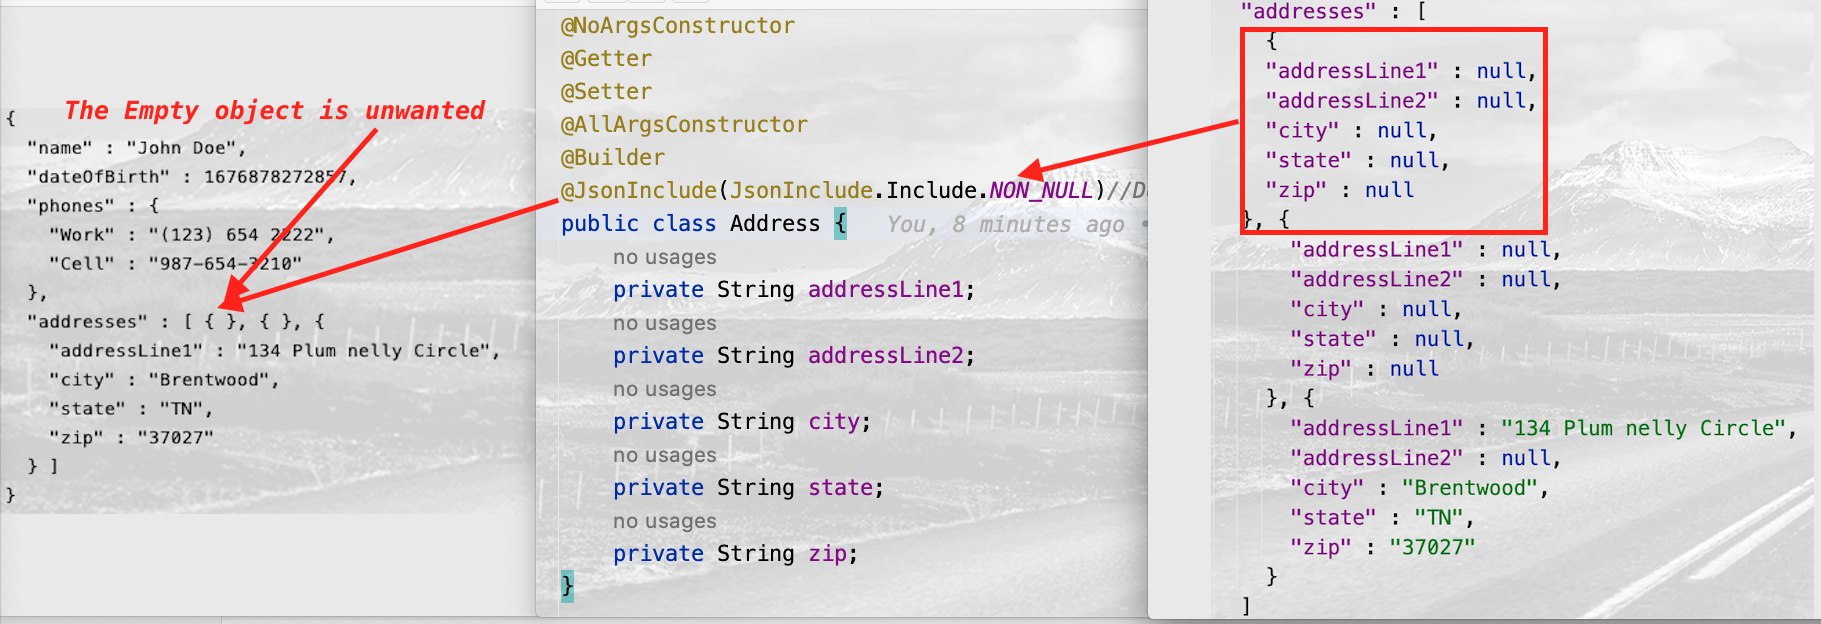 The Empty object is unwanted
{
"name" : "John Doe",
"dateOfBirth" : 1676878272857,
"phones" : {
"Work" : "(123) 654 2222",
"Cell" : "987-654-3210"
},
"addresses" : [ { }, { }, {
"addressLine1" : "134 Plum nelly Circle",
"city" : "Brentwood",
"state" : "TN",
"zip" : "37027"
} ]
}
@NoArgsConstructor
@Getter
@Setter
@AllArgsConstructor
@Builder
@JsonInclude(JsonInclude.Include.NON_NULL)//D
public class Address {   You, 8 minutes ago •
no usages
private String addressLine1;
no usages
private String addressLine2;
no usages
private String city;
no usages
private String state;
no usages
private String zip;
}
"addresses" : [
{
"addressLine1" : null,
"addressLine2" : null,
"city" : null,
"state" : null,
"zip" : null
}, {
"addressLine1" : null,
"addressLine2" : null,
"city" : null,
"state" : null,
"zip" : null
}, {
"addressLine1" : "134 Plum nelly Circle",
"addressLine2" : null,
"city" : "Brentwood",
"state" : "TN",
"zip" : "37027"
}
]